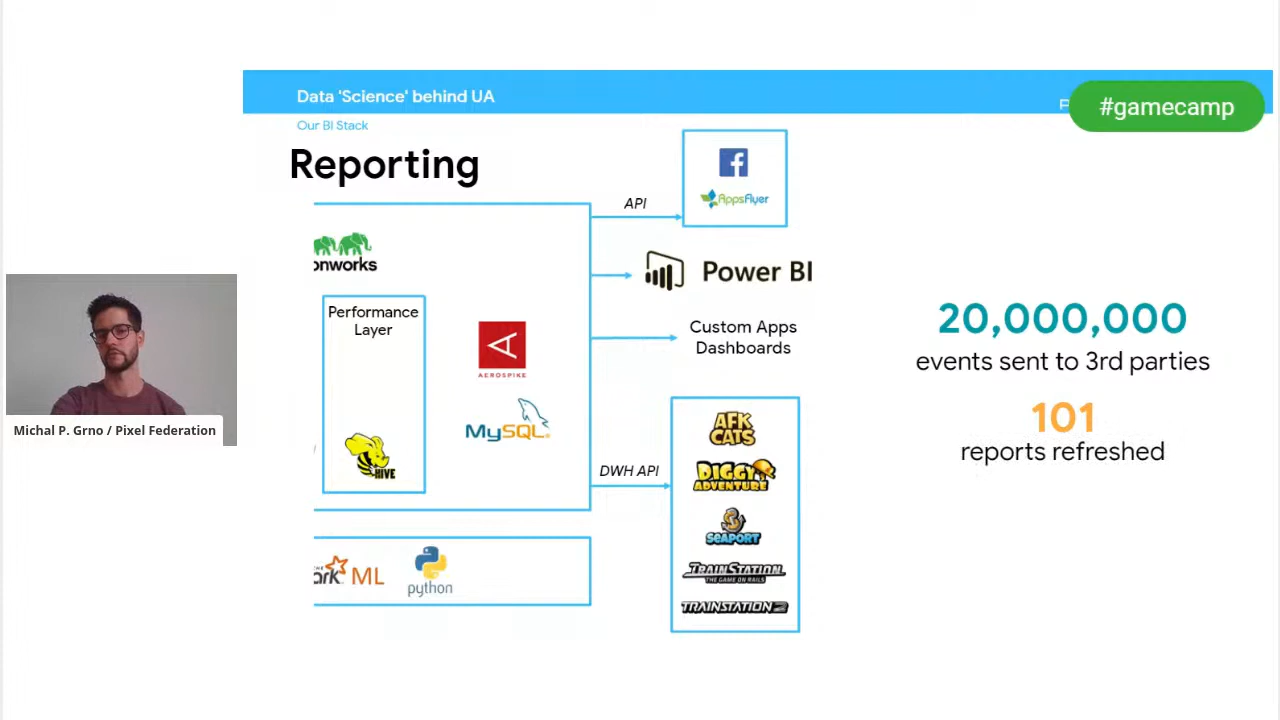 Data 'Science' behind UA
#gamecamp
Our BI Stack
Reporting
API
AppsFlyer
onworks
Power BI
Performance
Layer
Custom Apps
Dashboards
AEROSPIKE
MySQL
HIVE
DWH API
AFK
CATS
DIGGY'S
ADVENTURE
SEAPORT
TRAINSTATION
THE GAME ON RAILS
TRAINSTATION 2
ark ML
python
20,000,000
events sent to 3rd parties
101
reports refreshed
Michal P. Grno / Pixel Federation